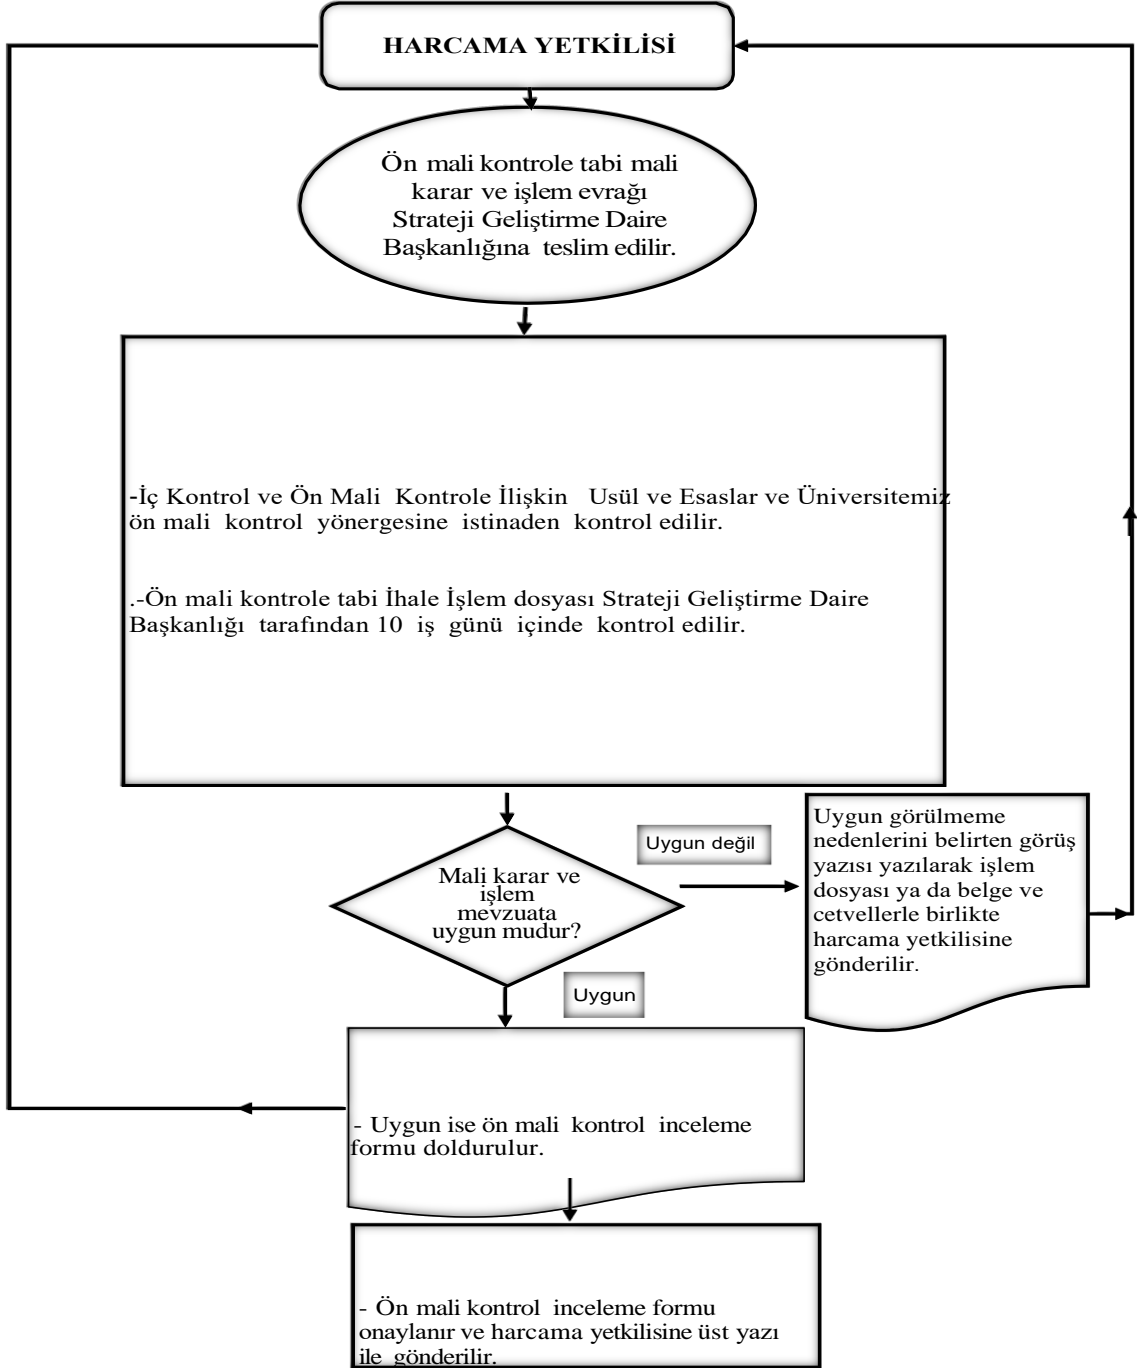 HARCAMA YETKİLİSİ
Ön mali kontrole tabi mali
karar ve işlem evrağı
Strateji Geliştirme Daire
Başkanlığına teslim edilir.
-İç Kontrol ve Ön Mali Kontrole İlişkin Usül ve Esaslar ve Üniversitemiz
ön mali kontrol yönergesine istinaden kontrol edilir.
.-Ön mali kontrole tabi İhale İşlem dosyası Strateji Geliştirme Daire
Başkanlığı tarafından 10 iş günü içinde kontrol edilir.
Mali karar ve
işlem
mevzuata
uygun mudur?
Uygun değil
Uygun görülmeme
nedenlerini belirten görüş
yazısı yazılarak işlem
dosyası ya da belge ve
cetvellerle birlikte
harcama yetkilisine
gönderilir.
Uygun
- Uygun ise ön mali kontrol inceleme
formu doldurulur.
- Ön mali kontrol inceleme formu
onaylanır ve harcama yetkilisine üst yazı
ile gönderilir.